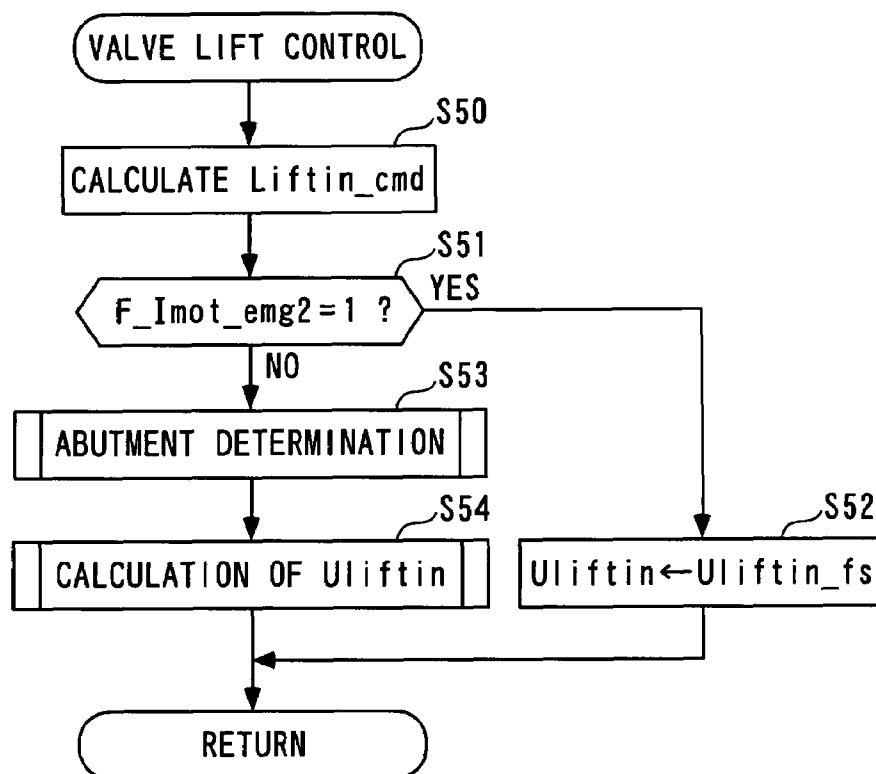 VALVE LIFT CONTROL
S50
CALCULATE Liftin_cmd
S51
F_Imot_emg2=1 ?
YES
NO
S53
ABUTMENT DETERMINATION
S54
CALCULATION OF Uliftin
S52
Uliftin←Uliftin_fs
RETURN